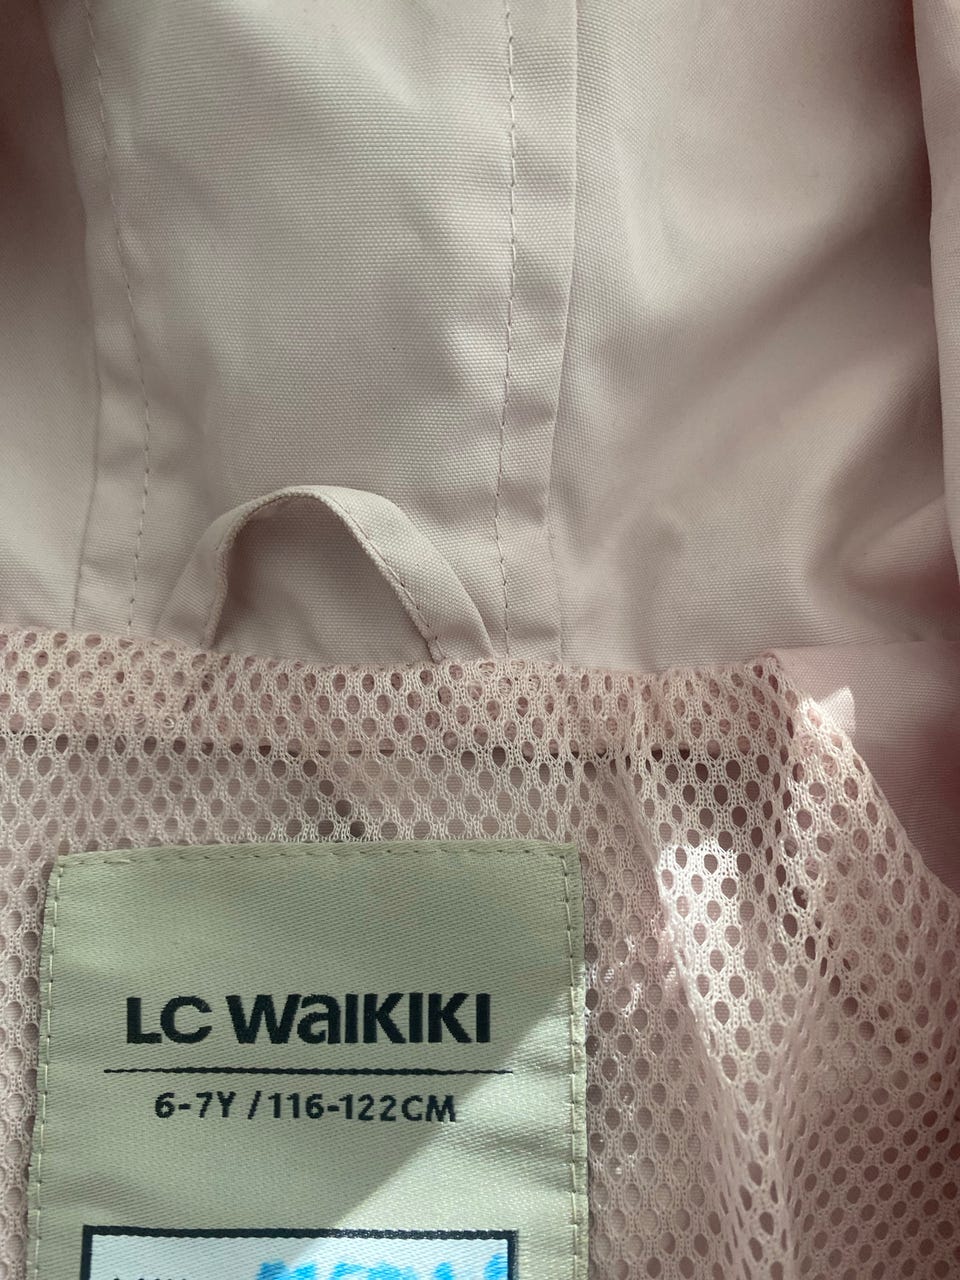 LC WAIKIKI
6-7Y / 116-122CM